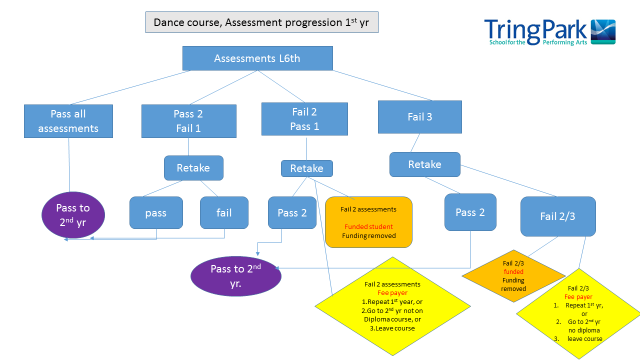 Dance course, Assessment progression 1st yr
TringPark
School for the Performing Arts
Assessments L6th
Pass all
assessments
Pass 2
Fail 1
Fail 2
Pass 1
Fail 3
Retake
Retake
Retake
Pass to
2nd yr
pass
fail
Pass 2
Fail 2 assessments
Funded student
Funding removed
Pass 2
Fail 2/3
Pass to 2nd
yr.
Fail 2 assessments
Fee payer
1.Repeat 1st year, or
2.Go to 2nd yr not on
Diploma course, or
3.Leave course
Fail 2/3
funded
Funding
removed
Fail 2/3
Fee payer
1. Repeat 1st yr,
or
2. Go to 2nd yr
no diploma
3. leave course